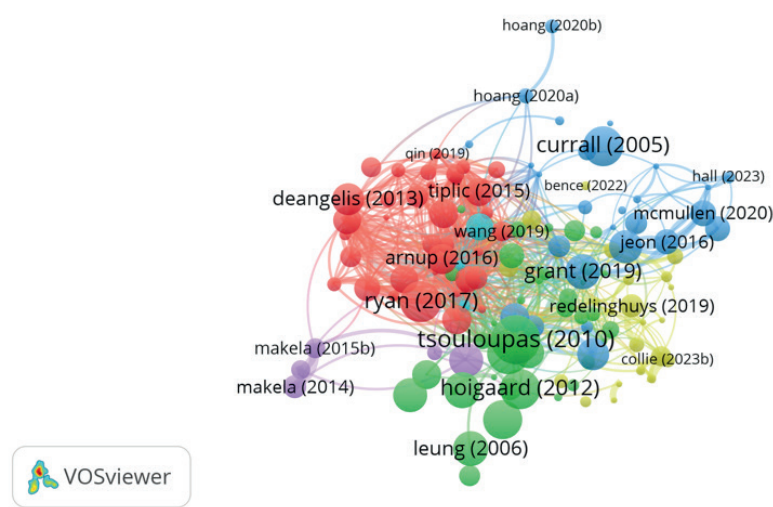 hoang (2020b)
hoang (2020a)
currall (2005)
qin (2019)
hall (2023)
deangelis (2013)
tiplic (2015)
bence (2022)
mcmullen (2020)
wang (2019)
jeon (2016)
arnup (2016)
grant (2019)
ryan (2017)
redelinghuys (2019)
tsouloupas (2010)
makela (2015b)
collie (2023b)
makela (2014)
hoigaard (2012)
leung (2006)
VOSviewer